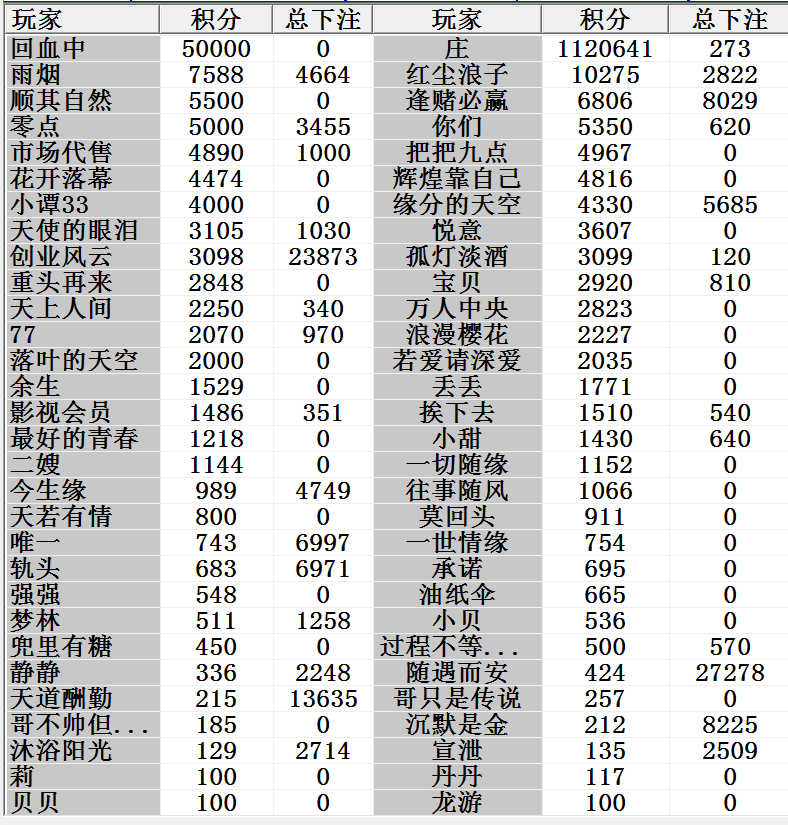 玩家 积分 总下注 玩家 积分 总下注
回血中 50000 0 庄 1120641 273
雨烟 7588 4664 红尘浪子 10275 2822
顺其自然 5500 0 逢赌必赢 6806 8029
零点 5000 3455 你们 5350 620
市场代售 4890 1000 把把九点 4967 0
花开落幕 4474 0 辉煌靠自己 4816 0
小谭33 4000 0 缘分的天空 4330 5685
天使的眼泪 3105 1030 悦意 3607 0
创业风云 3098 23873 孤灯淡酒 3099 120
重头再来 2848 0 宝贝 2920 810
天上人间 2250 340 万人中央 2823 0
77 2070 970 浪漫樱花 2227 0
落叶的天空 2000 0 若爱请深爱 2035 0
余生 1529 0 丢丢 1771 0
影视会员 1486 351 挨下去 1510 540
最好的青春 1218 0 小甜 1430 640
二嫂 1144 0 一切随缘 1152 0
今生缘 989 4749 往事随风 1066 0
天若有情 800 0 莫回头 911 0
唯一 743 6997 一世情缘 754 0
轨头 683 6971 承诺 695 0
强强 548 0 油纸伞 665 0
梦林 511 1258 小贝 536 0
兜里有糖 450 0 过程不等... 500 570
静静 336 2248 随遇而安 424 27278
天道酬勤 215 13635 哥只是传说 257 0
哥不帅但... 185 0 沉默是金 212 8225
沐浴阳光 129 2714 宣泄 135 2509
莉 100 0 丹丹 117 0
贝贝 100 0 龙游 100 0